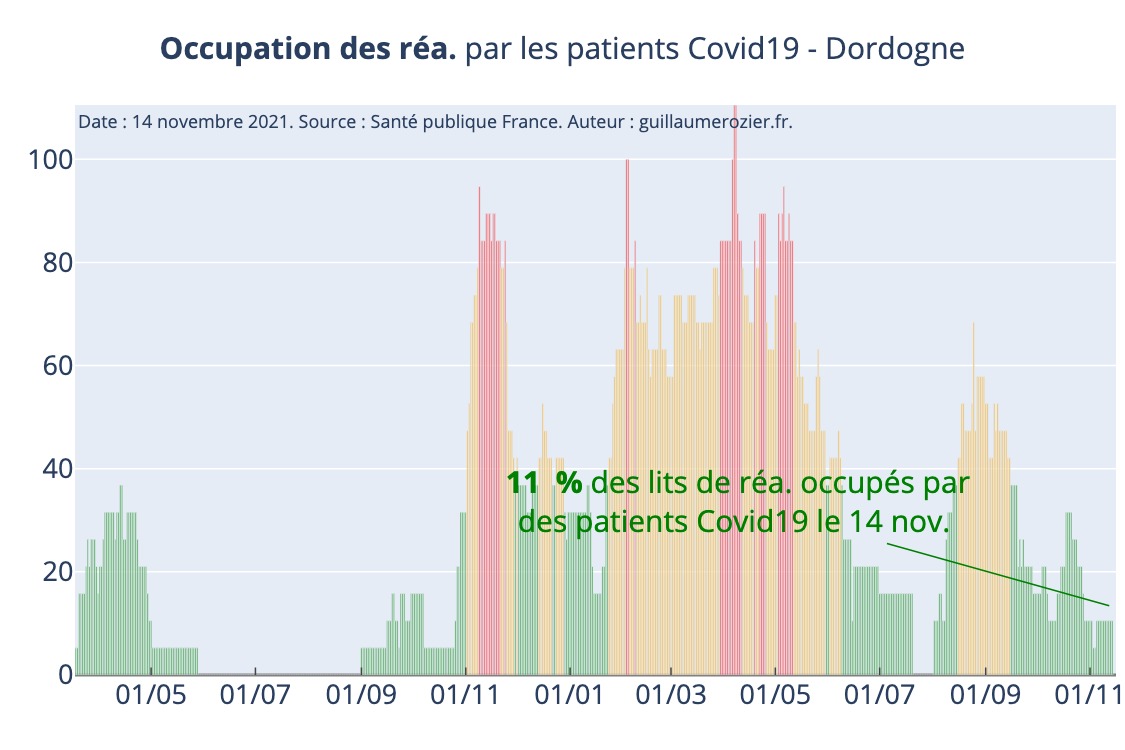 Occupation des réa. par les patients Covid19 - Dordogne
Date : 14 novembre 2021. Source : Santé publique France. Auteur : guillaumerozier.fr.
100
80
60
40
20
0
11 % des lits de réa. occupés par
des patients Covid19 le 14 nov.
01/05 01/07 01/09 01/11 01/01 01/03 01/05 01/07 01/09 01/11